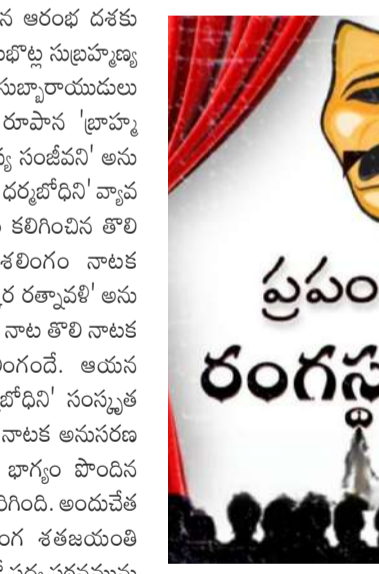 న ఆరంభ దశకు
భొట్ల సుబ్రహ్మణ్య
సుబ్బారాయుడులు
రూపాన 'బ్రాహ్మ
సంజీవని' అను
ధర్మబోధిని' వ్యావ
కలిగించిన తొలి
శలింగం నాటక
ర రత్నావళి' అను
నాట తొలి నాటక
లింగందే. ఆయన
బోధిని' సంస్కృత
నాటక అనుసరణ
భాగ్యం పొందిన
రిగింది. అందుచేత
ంగ శతజయంతి
ప్రపం
రంగస్థ